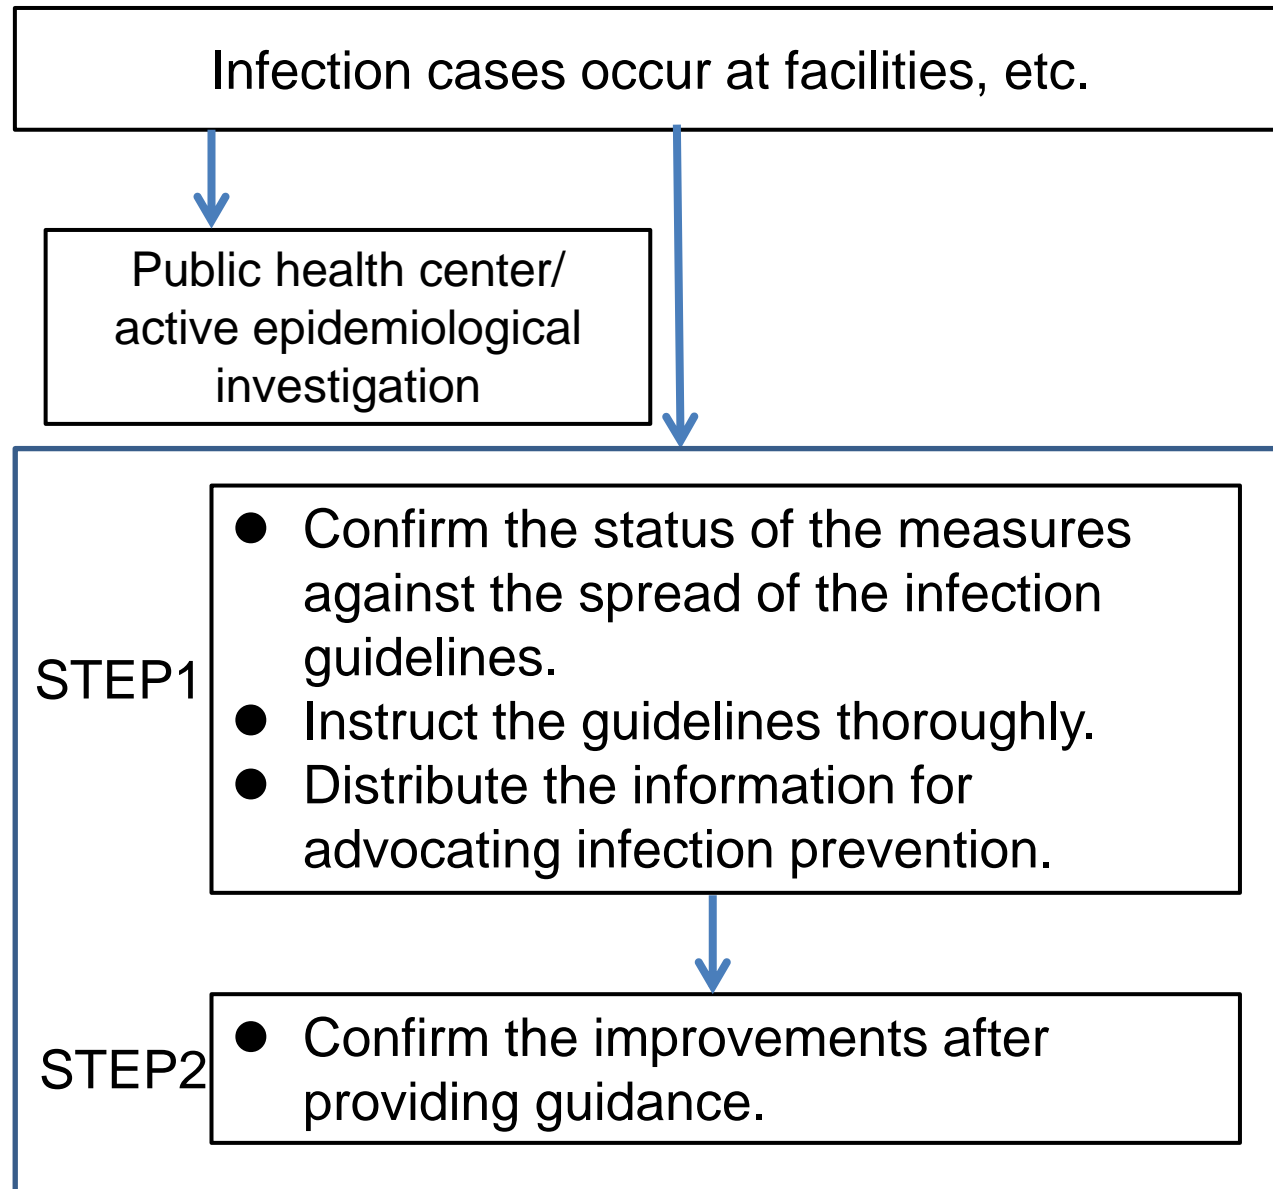 Infection cases occur at facilities, etc.
Public health center/
active epidemiological
investigation
STEP1
● Confirm the status of the measures
against the spread of the infection
guidelines.
● Instruct the guidelines thoroughly.
● Distribute the information for
advocating infection prevention.
STEP2
● Confirm the improvements after
providing guidance.